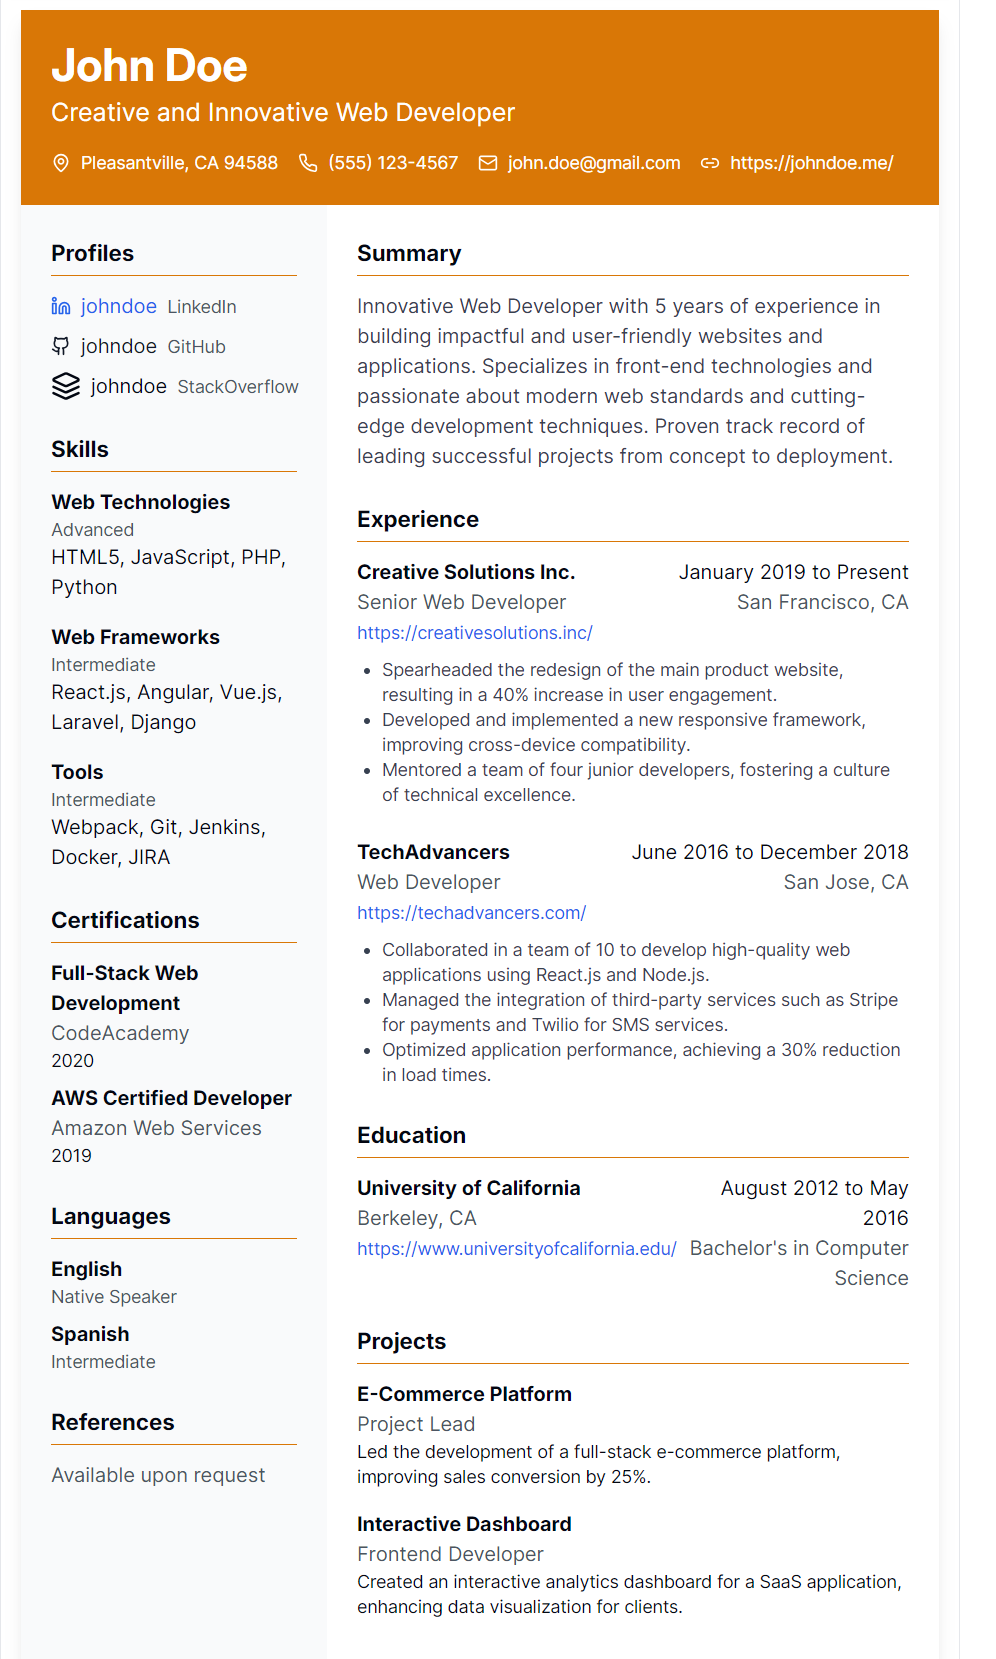 John Doe
Creative and Innovative Web Developer
Pleasantville, CA 94588 (555) 123-4567 john.doe@gmail.com https://johndoe.me/
Profiles
johndoe LinkedIn
johndoe GitHub
johndoe StackOverflow
Skills
Web Technologies
Advanced
HTML5, JavaScript, PHP,
Python
Web Frameworks
Intermediate
React.js, Angular, Vue.js,
Laravel, Django
Tools
Intermediate
Webpack, Git, Jenkins,
Docker, JIRA
Certifications
Full-Stack Web
Development
CodeAcademy
2020
AWS Certified Developer
Amazon Web Services
2019
Languages
English
Native Speaker
Spanish
Intermediate
References
Available upon request
Summary
Innovative Web Developer with 5 years of experience in
building impactful and user-friendly websites and
applications. Specializes in front-end technologies and
passionate about modern web standards and cutting-
edge development techniques. Proven track record of
leading successful projects from concept to deployment.
Experience
Creative Solutions Inc. January 2019 to Present
Senior Web Developer San Francisco, CA
https://creativesolutions.inc/
• Spearheaded the redesign of the main product website,
resulting in a 40% increase in user engagement.
• Developed and implemented a new responsive framework,
improving cross-device compatibility.
• Mentored a team of four junior developers, fostering a culture
of technical excellence.
TechAdvancers June 2016 to December 2018
Web Developer San Jose, CA
https://techadvancers.com/
• Collaborated in a team of 10 to develop high-quality web
applications using React.js and Node.js.
• Managed the integration of third-party services such as Stripe
for payments and Twilio for SMS services.
• Optimized application performance, achieving a 30% reduction
in load times.
Education
University of California August 2012 to May
Berkeley, CA 2016
https://www.universityofcalifornia.edu/ Bachelor's in Computer
Science
Projects
E-Commerce Platform
Project Lead
Led the development of a full-stack e-commerce platform,
improving sales conversion by 25%.
Interactive Dashboard
Frontend Developer
Created an interactive analytics dashboard for a SaaS application,
enhancing data visualization for clients.